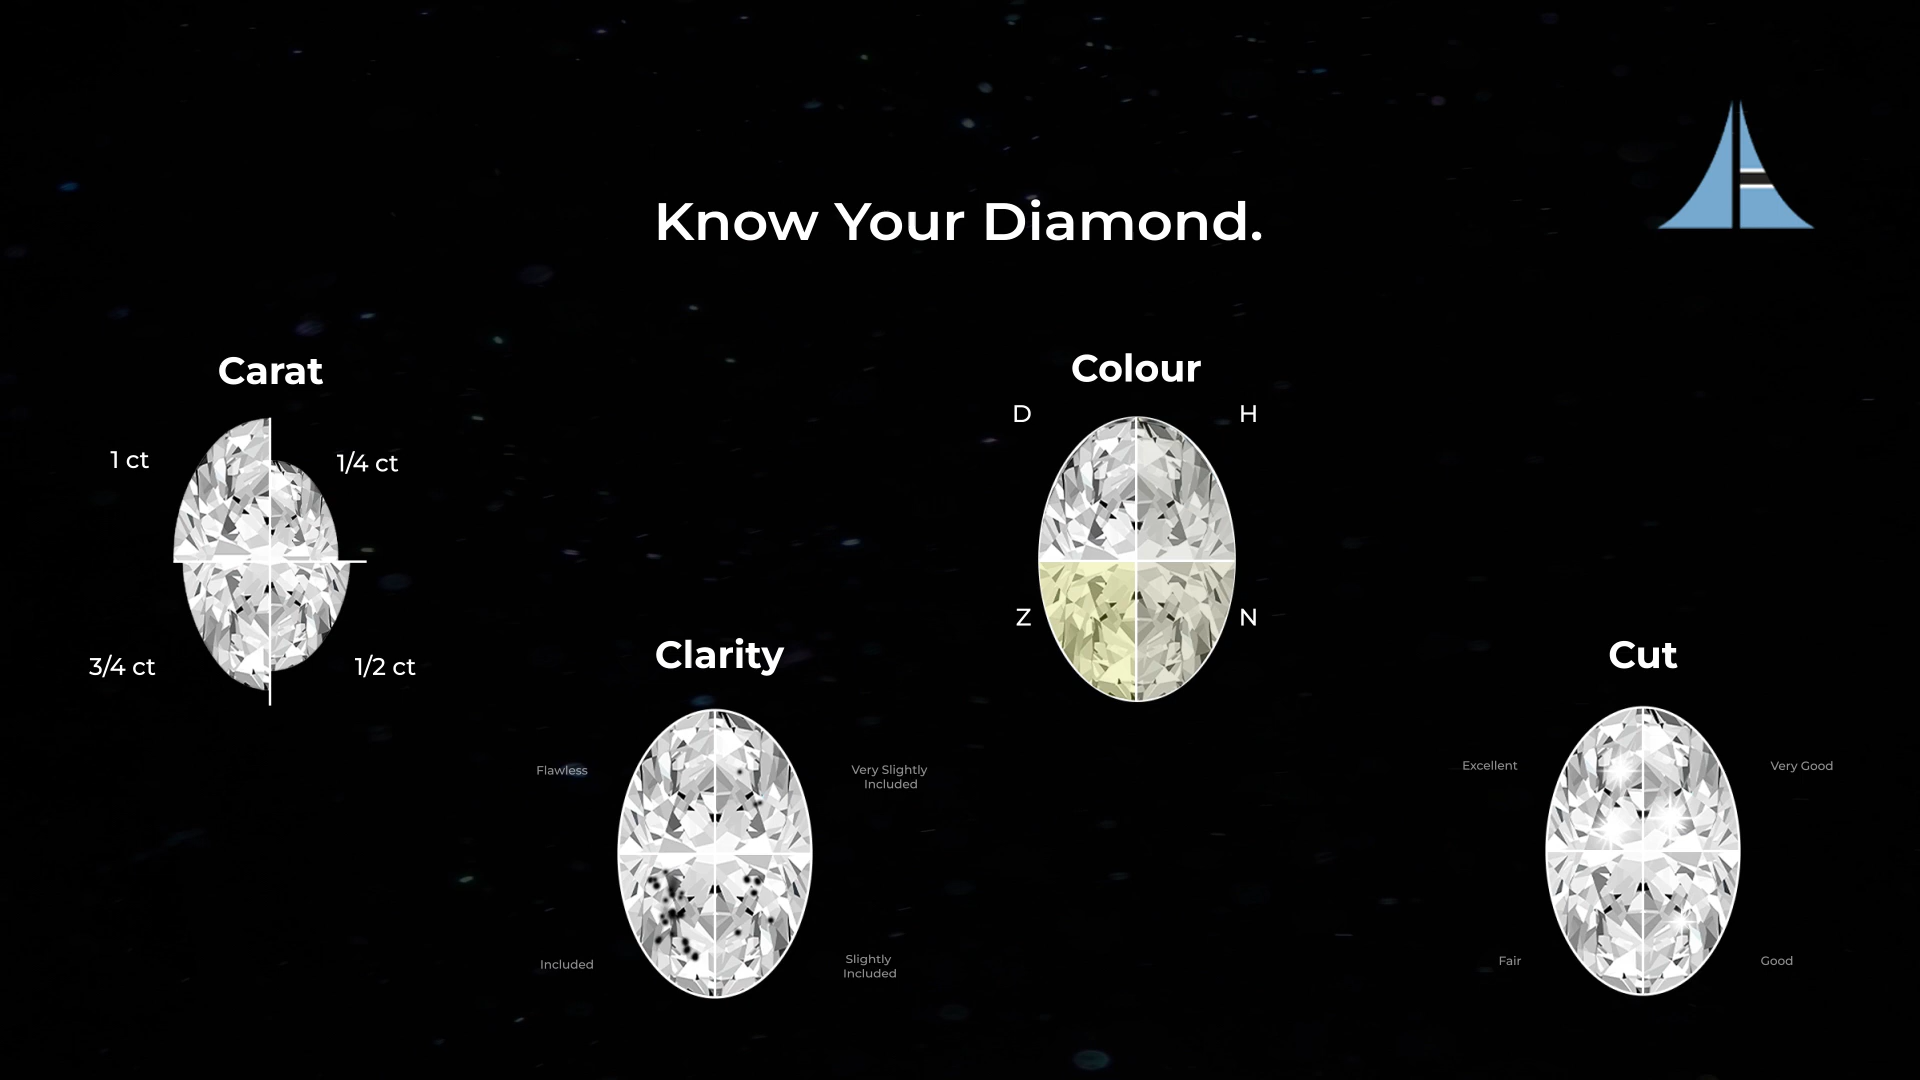 Know Your Diamond.
Carat
1 ct
1/4 ct
3/4 ct
1/2 ct
Clarity
Flawless
Very Slightly
Included
Included
Slightly
Included
Colour
D
H
Z
N
Cut
Excellent
Very Good
Fair
Good